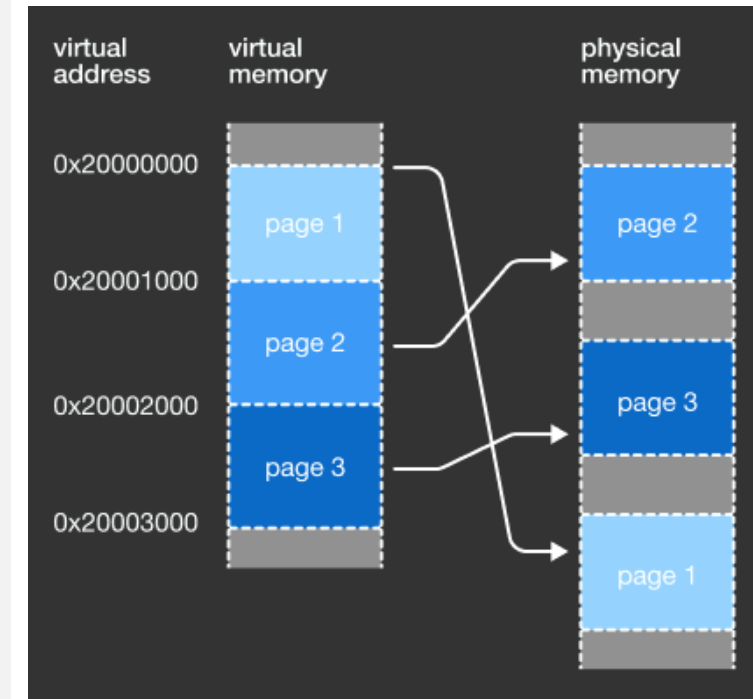 virtual
address
virtual
memory
physical
memory
0x20000000
page 1
page 2
0x20001000
page 2
page 3
0x20002000
page 3
0x20003000
page 1